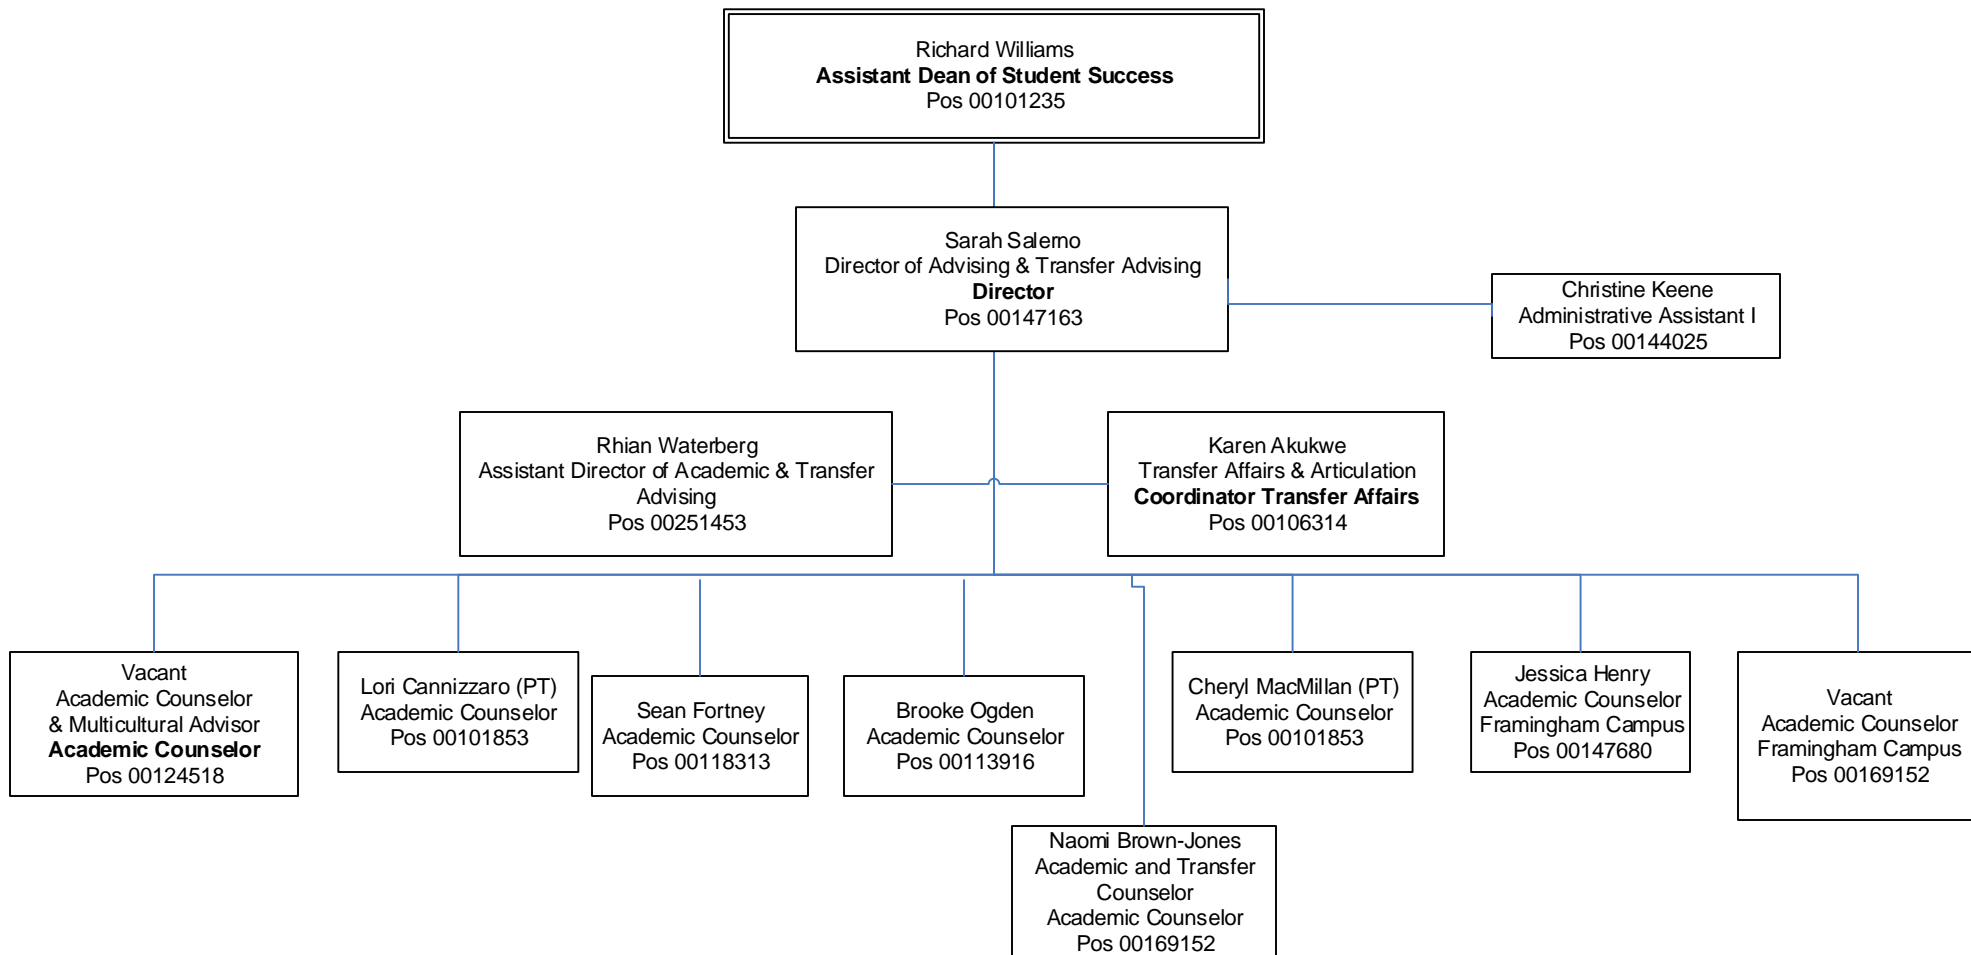 Richard Williams
Assistant Dean of Student Success
Pos 00101235
Sarah Salerno
Director of Advising & Transfer Advising
Director
Pos 00147163
Christine Keene
Administrative Assistant I
Pos 00144025
Rhian Waterberg
Assistant Director of Academic & Transfer
Advising
Pos 00251453
Karen Akukwe
Transfer Affairs & Articulation
Coordinator Transfer Affairs
Pos 00106314
Vacant
Academic Counselor
& Multicultural Advisor
Academic Counselor
Pos 00124518
Lori Cannizzaro (PT)
Academic Counselor
Pos 00101853
Sean Fortney
Academic Counselor
Pos 00118313
Brooke Ogden
Academic Counselor
Pos 00113916
Cheryl MacMillan (PT)
Academic Counselor
Pos 00101853
Jessica Henry
Academic Counselor
Framingham Campus
Pos 00147680
Vacant
Academic Counselor
Framingham Campus
Pos 00169152
Naomi Brown-Jones
Academic and Transfer
Counselor
Academic Counselor
Pos 00169152